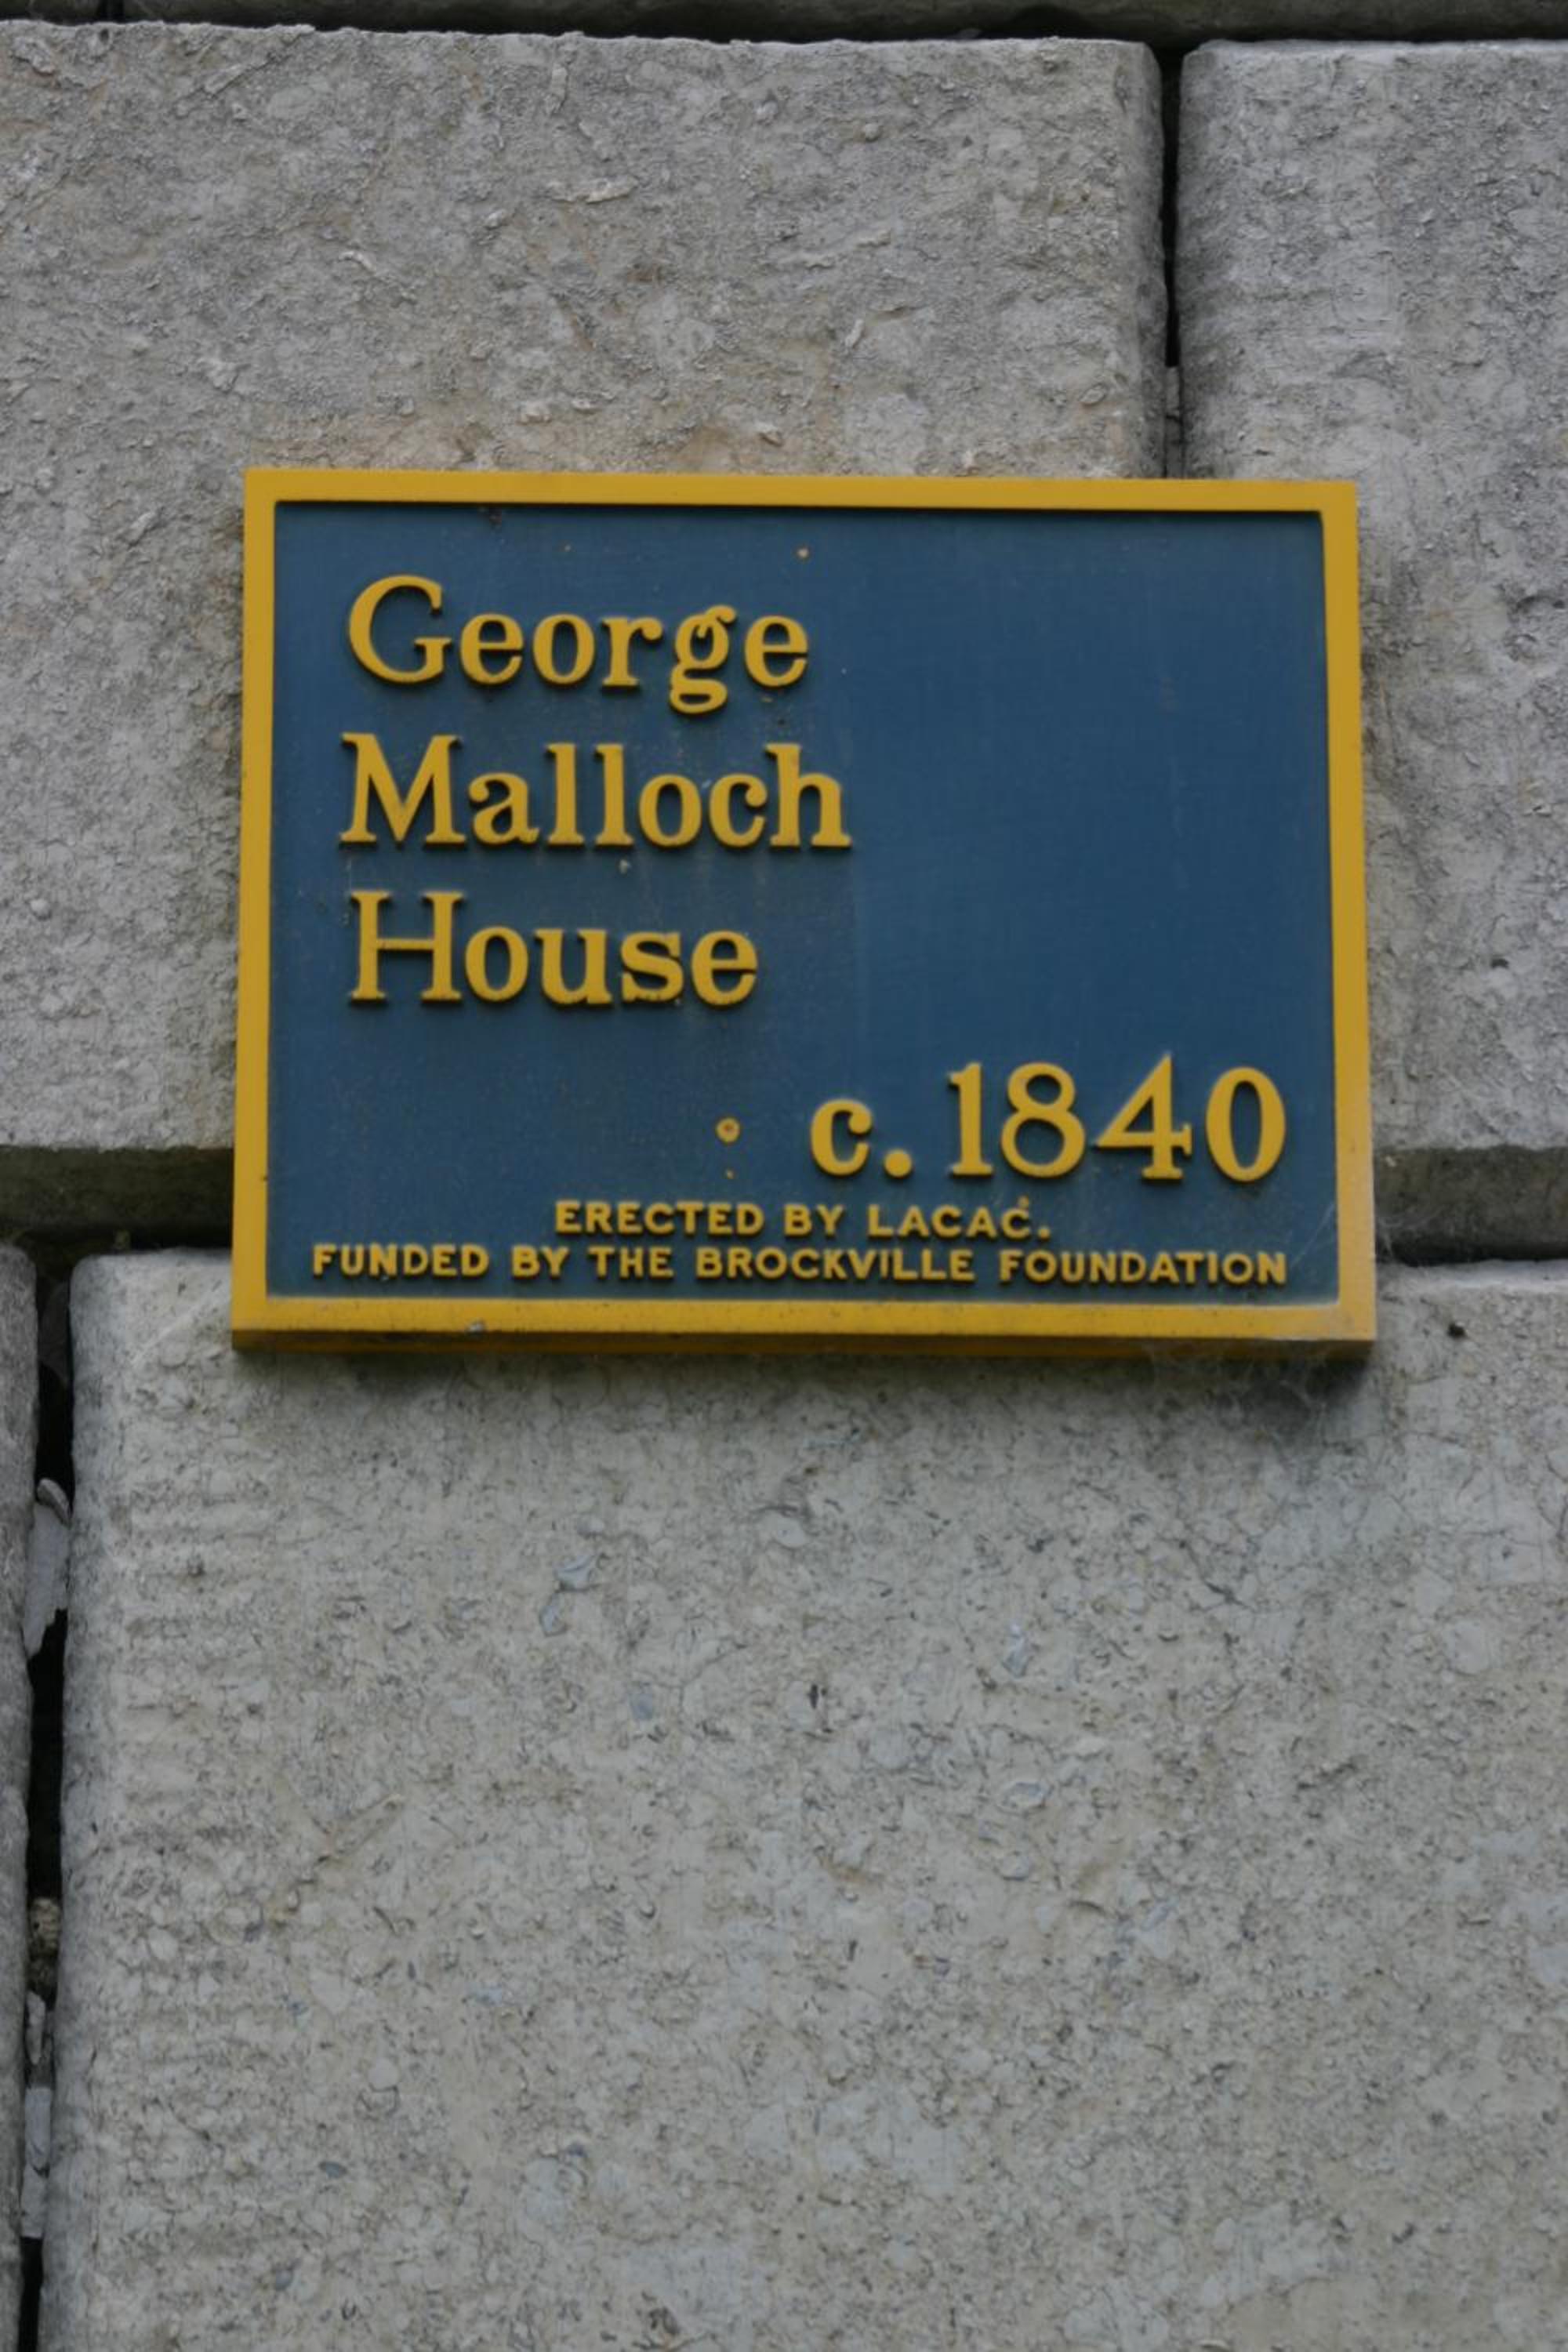 George
Malloch
House
c. 1840
ERECTED BY LACAC.
FUNDED BY THE BROCKVILLE FOUNDATION